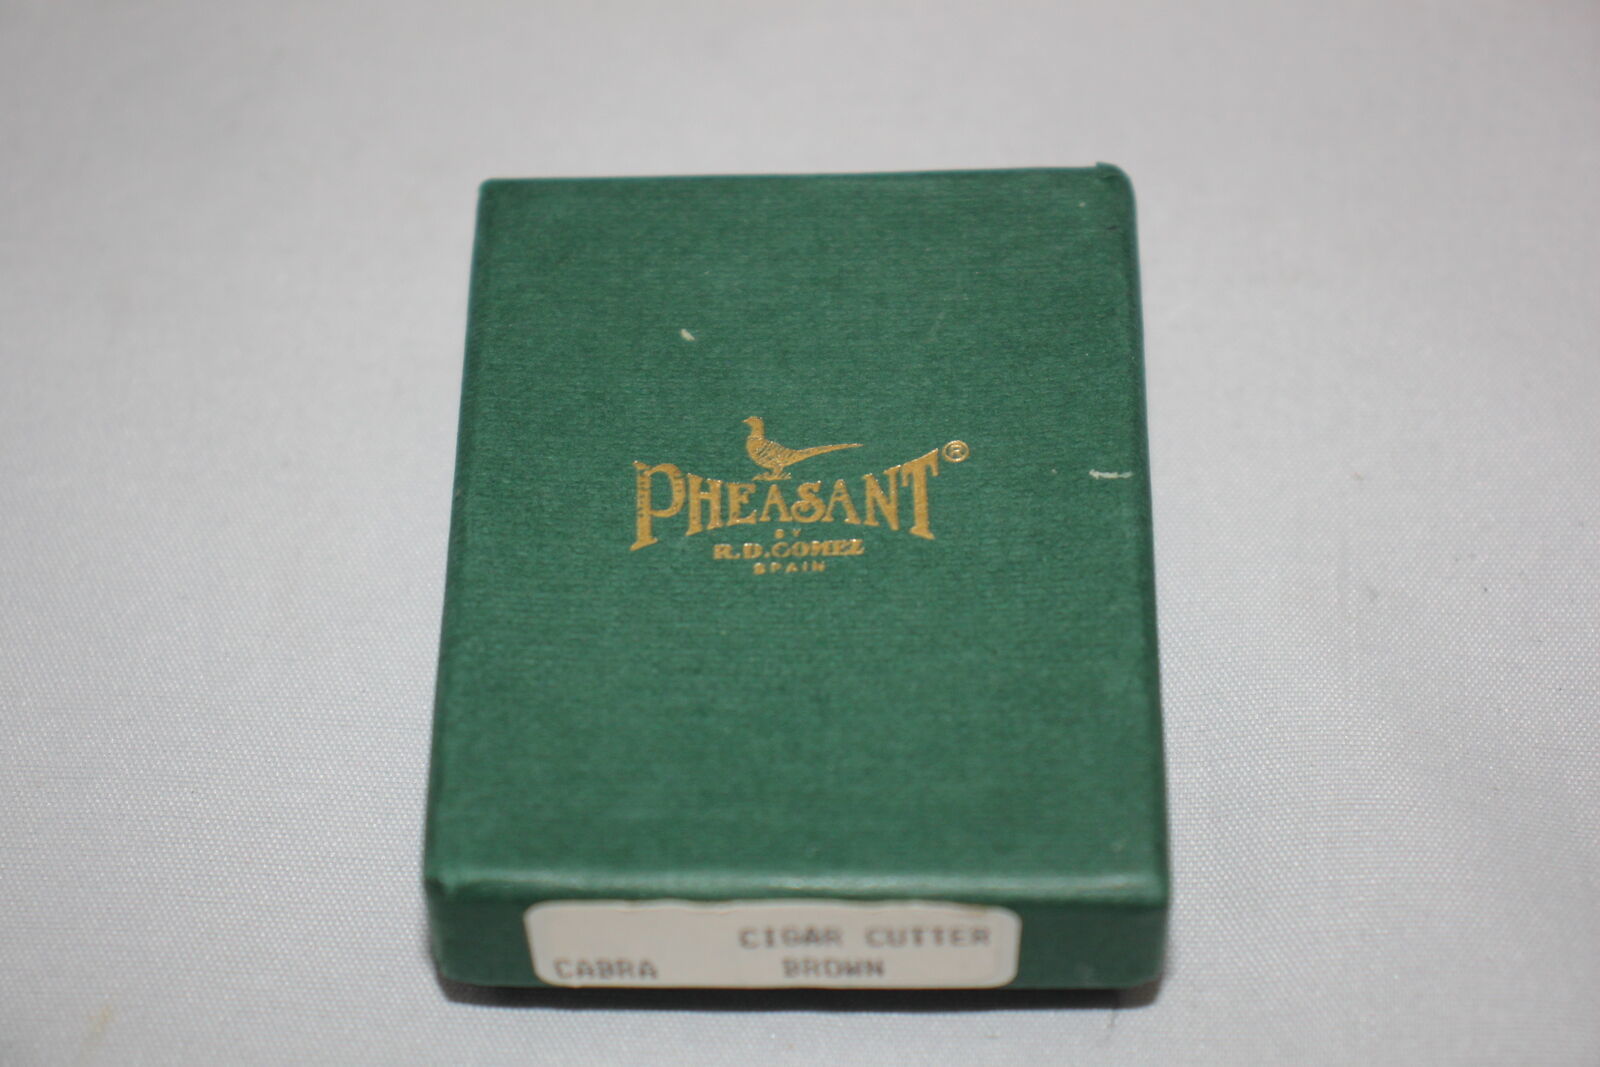 PHEASANT®
BY
R.D.GOMEZ
SPAIN
CIGAR CUTTER
CABRA BROWN